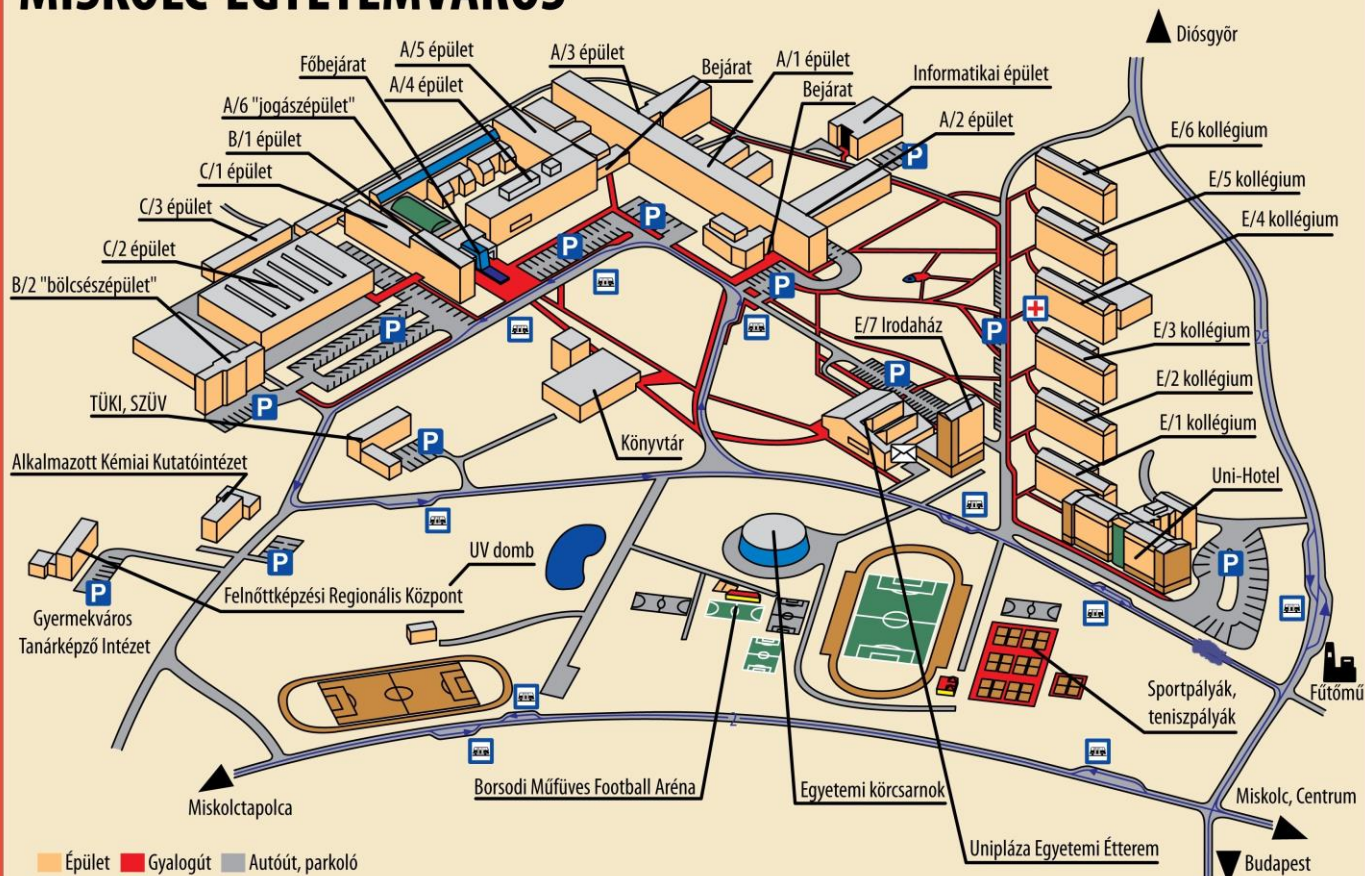 MISKOLC-EGYETEMVÁROS
Diósgyőr
A/5 épület
A/3 épület
A/1 épület
Főbejárat
A/4 épület
Bejárat
Bejárat
Informatikai épület
A/6 "jogászépület"
A/2 épület
B/1 épület
E/6 kollégium
C/1 épület
E/5 kollégium
C/3 épület
E/4 kollégium
C/2 épület
B/2 "bölcsészépület"
P
P
P
P
P
P
P
P
E/7 Irodaház
E/3 kollégium
E/2 kollégium
TÜKI, SZÜV
P
E/1 kollégium
Könyvtár
Alkalmazott Kémiai Kutatóintézet
Uni-Hotel
UV domb
P
P
P
Felnőttképzési Regionális Központ
Gyermekváros
Tanárképző Intézet
Sportpályák,
teniszpályák
Fűtőmű
Borsodi Műfüves Football Aréna
Egyetemi körcsarnok
Miskolctapolca
Miskolc, Centrum
Unipláza Egyetemi Étterem
Budapest
Épület
Gyalogút
Autóút, parkoló